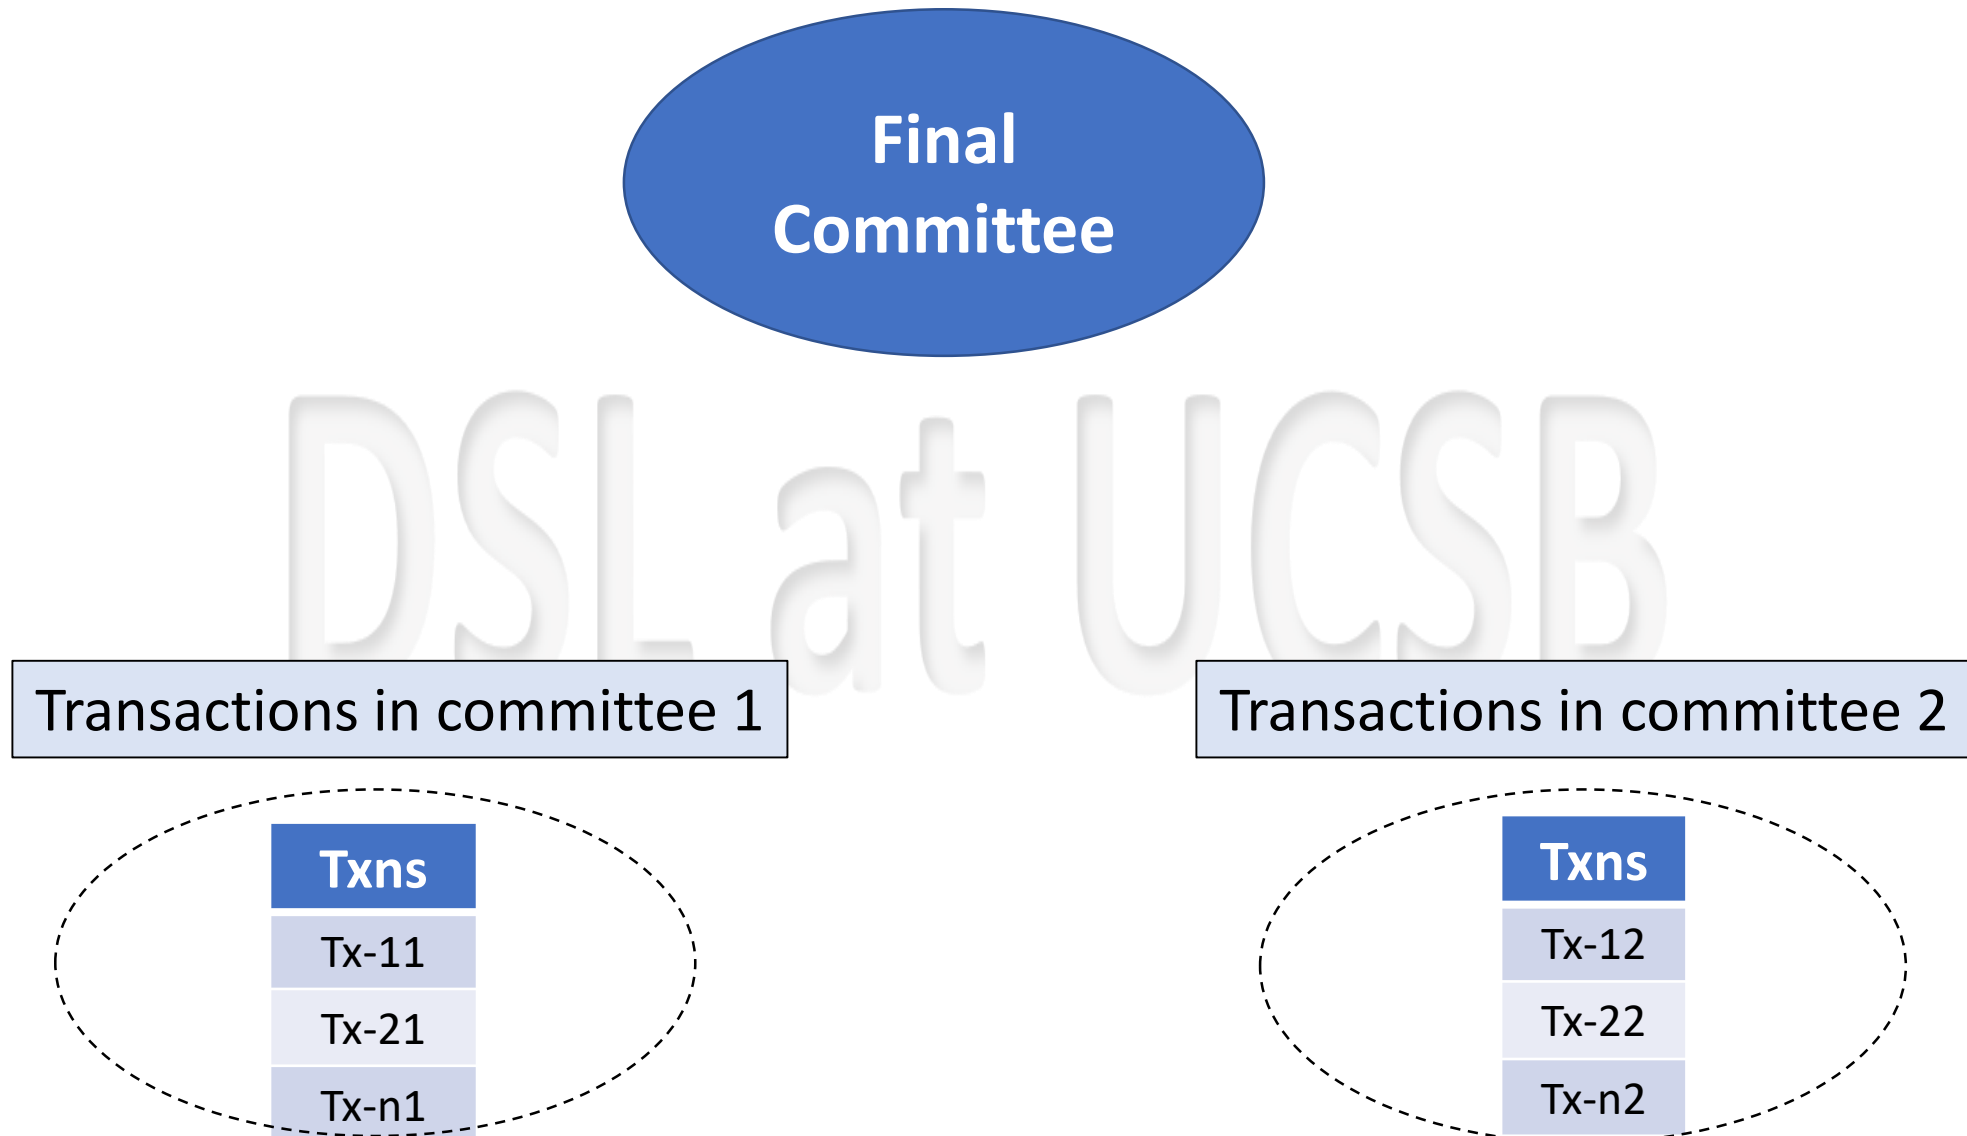 Final
Committee
DSL at UCSB
Transactions in committee 1
Transactions in committee 2
Txns
Tx-11
Tx-21
Tx-n1
Txns
Tx-12
Tx-22
Tx-n2